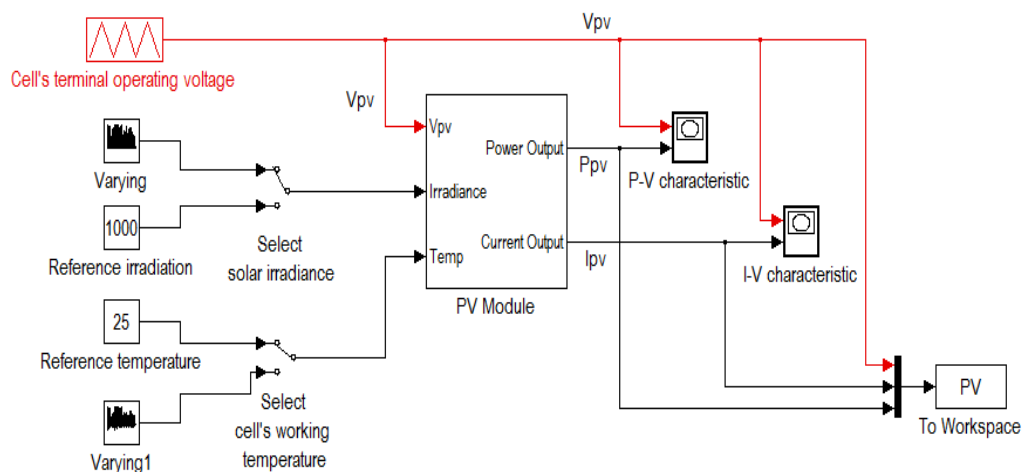 Vpv
Cell's terminal operating voltage
Vpv
Vpv
Power Output
Ppv
P-V characteristic
Varying
Irradiance
1000
Select
solar irradiance
Reference irradiation
Current Output
Ipv
I-V characteristic
Temp
PV Module
25
Reference temperature
Select
cell's working
temperature
Varying1
PV
To Workspace